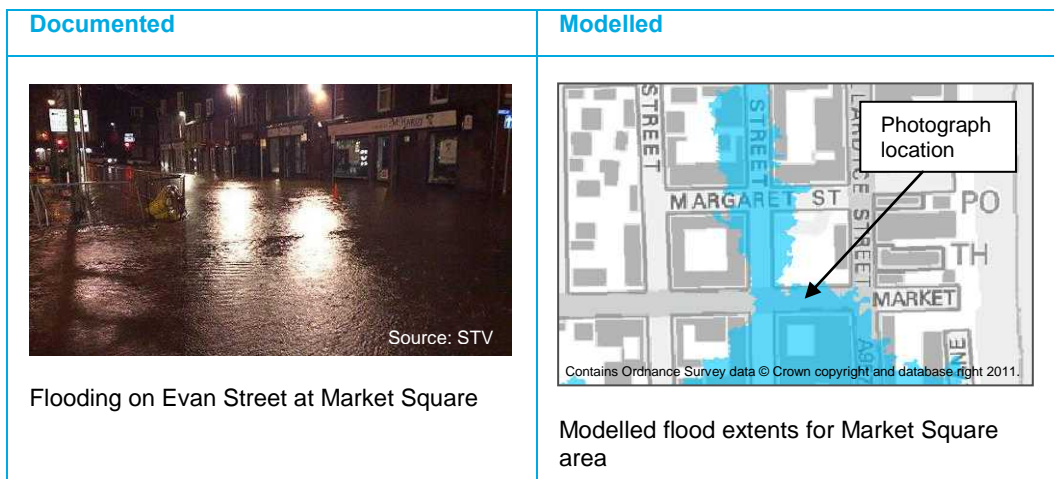 Documented
Modelled
Source: STV
Flooding on Evan Street at Market Square
STREET
STREET
Photograph
location
MARGARET ST
PO
STREET
TH
MARKET
Contains Ordnance Survey data © Crown copyright and database right 2011.
Modelled flood extents for Market Square
area